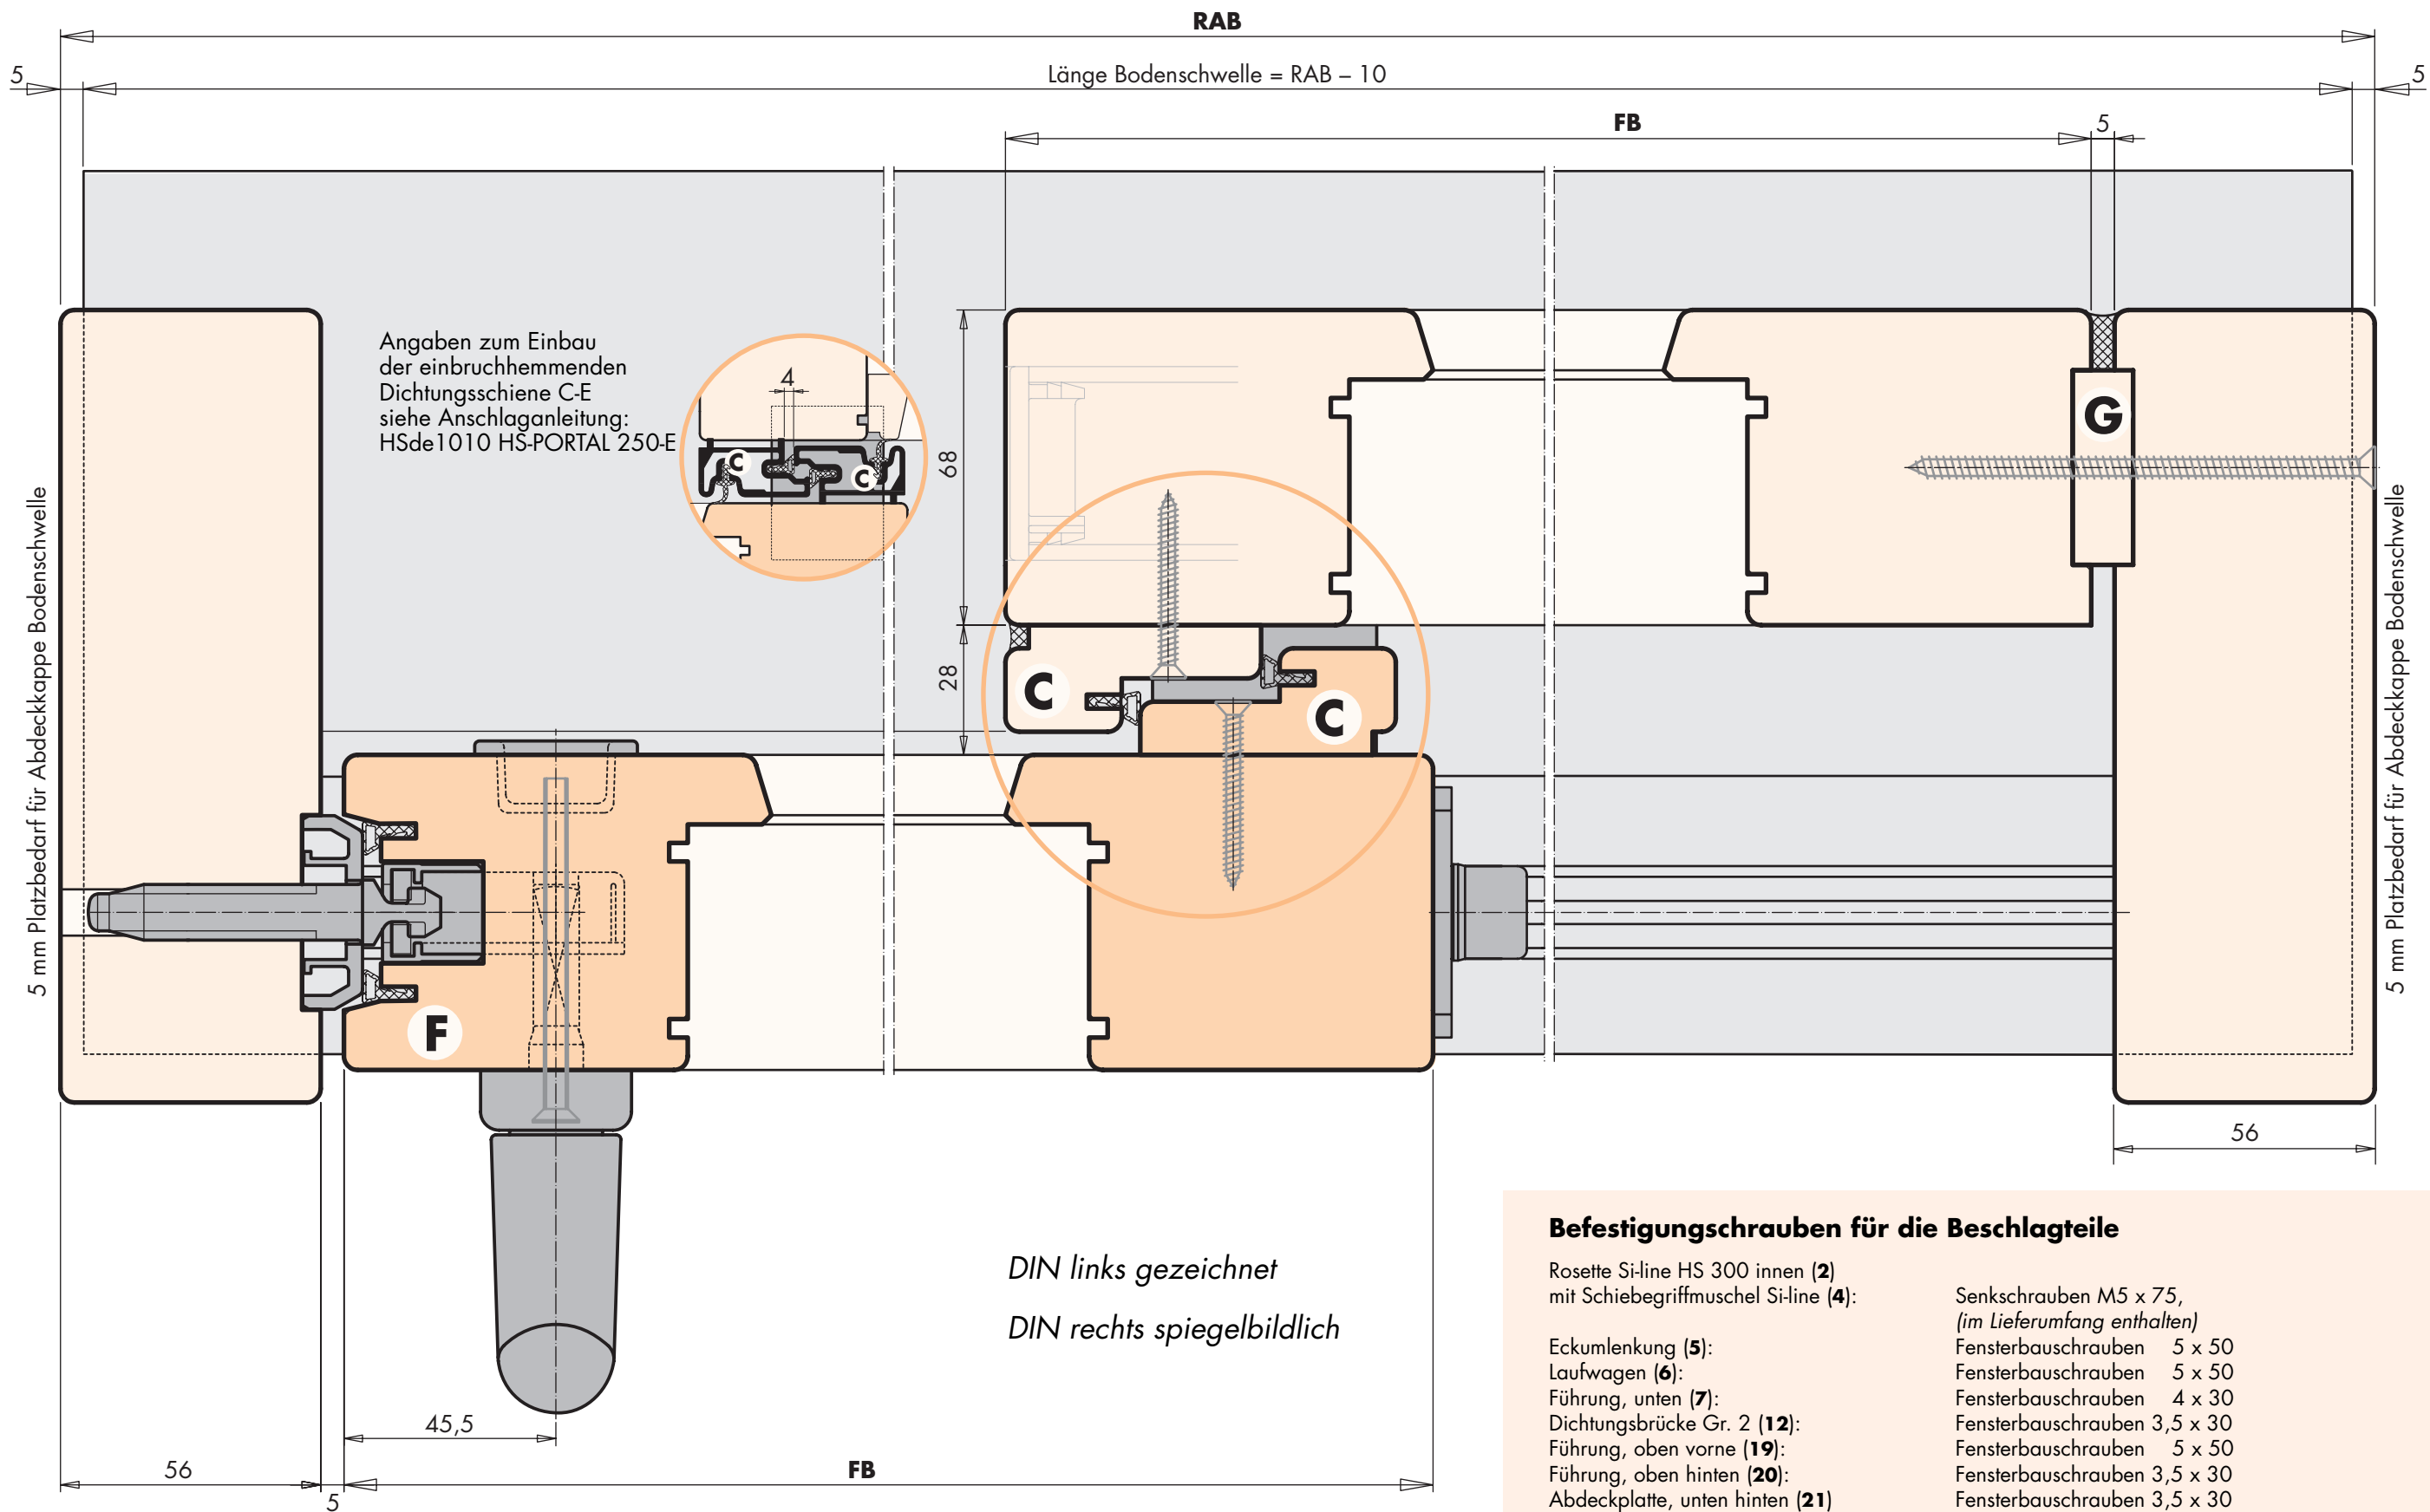 RAB
5
Länge Bodenschwelle = RAB – 10
5
FB
5
Angaben zum Einbau
der einbruchhemmenden
Dichtungsschiene C-E
siehe Anschlaganleitung:
HSde1010 HS-PORTAL 250-E
4
C
C
68
28
G
C
C
F
5 mm Platzbedarf für Abdeckkappe Bodenschwelle
5 mm Platzbedarf für Abdeckkappe Bodenschwelle
56
DIN links gezeichnet
DIN rechts spiegelbildlich
45,5
56
5
FB
Befestigungschrauben für die Beschlagteile
Rosette Si-line HS 300 innen (2)
mit Schiebegriffmuschel Si-line (4): Senkschrauben M5 x 75,
(im Lieferumfang enthalten)
Eckumlenkung (5): Fensterbauschrauben 5 x 50
Laufwagen (6): Fensterbauschrauben 5 x 50
Führung, unten (7): Fensterbauschrauben 4 x 30
Dichtungsbrücke Gr. 2 (12): Fensterbauschrauben 3,5 x 30
Führung, oben vorne (19): Fensterbauschrauben 5 x 50
Führung, oben hinten (20): Fensterbauschrauben 3,5 x 30
Abdeckplatte, unten hinten (21) Fensterbauschrauben 3,5 x 30